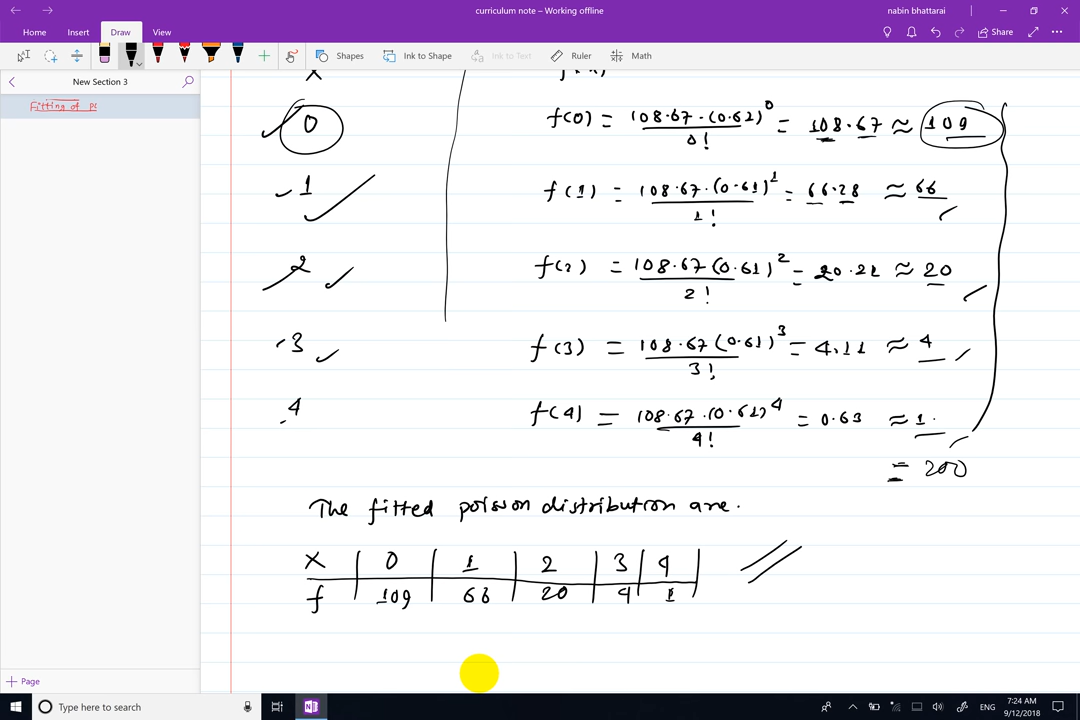 curriculum note – Working offline
nabin bhattarai
Home Insert Draw View
Share
Shapes Ink to Shape Ink to Text Ruler Math
New Section 3
Fitting of
0 f(0) = 108.67.(0.61)^0 / 0! = 108.67 ≈ 109
1 f(1) = 108.67.(0.61)^1 / 1! = 66.28 ≈ 66
2 f(2) = 108.67(0.61)^2 / 2! = 20.22 ≈ 20
3 f(3) = 108.67(0.61)^3 / 3! = 4.11 ≈ 4
4 f(4) = 108.67.(0.61)^4 / 4! = 0.63 ≈ 1.
= 200
The fitted poisson distribution are.
X | 0 | 1 | 2 | 3 | 4 |
f | 109 | 66 | 20 | 4 | 1
Page
Type here to search
ENG
7:24 AM
9/12/2018